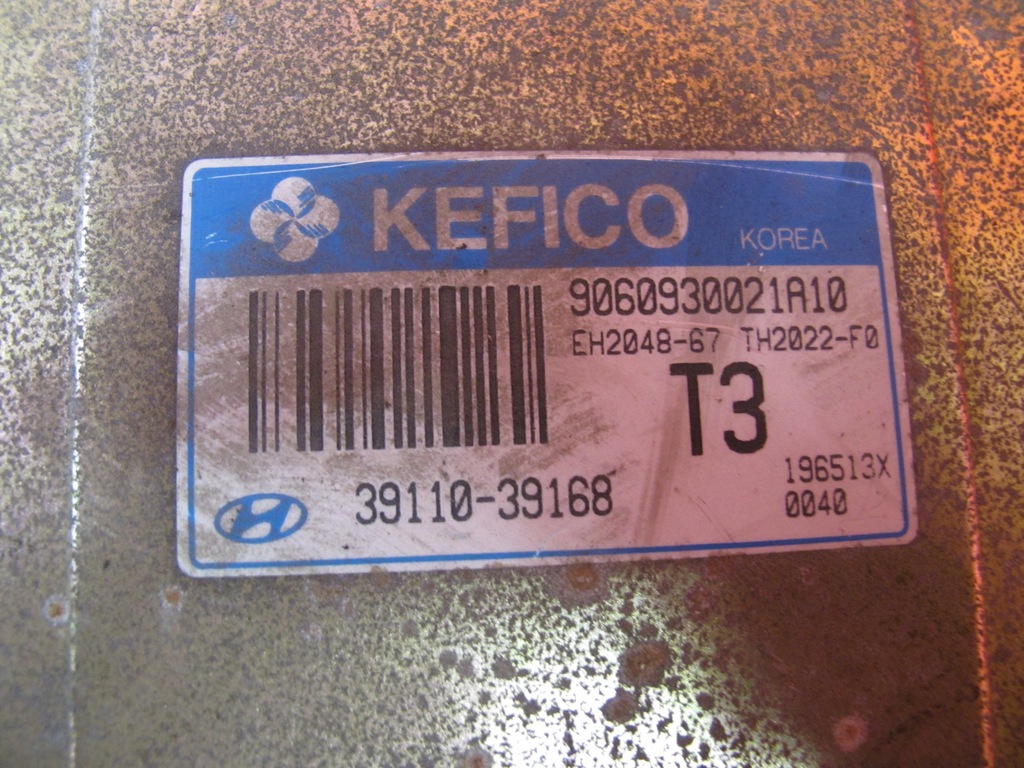 KEFICO KOREA
9060930021A10
EH2048-67 TH2022-F0
T3
196513X
39110-39168
0040